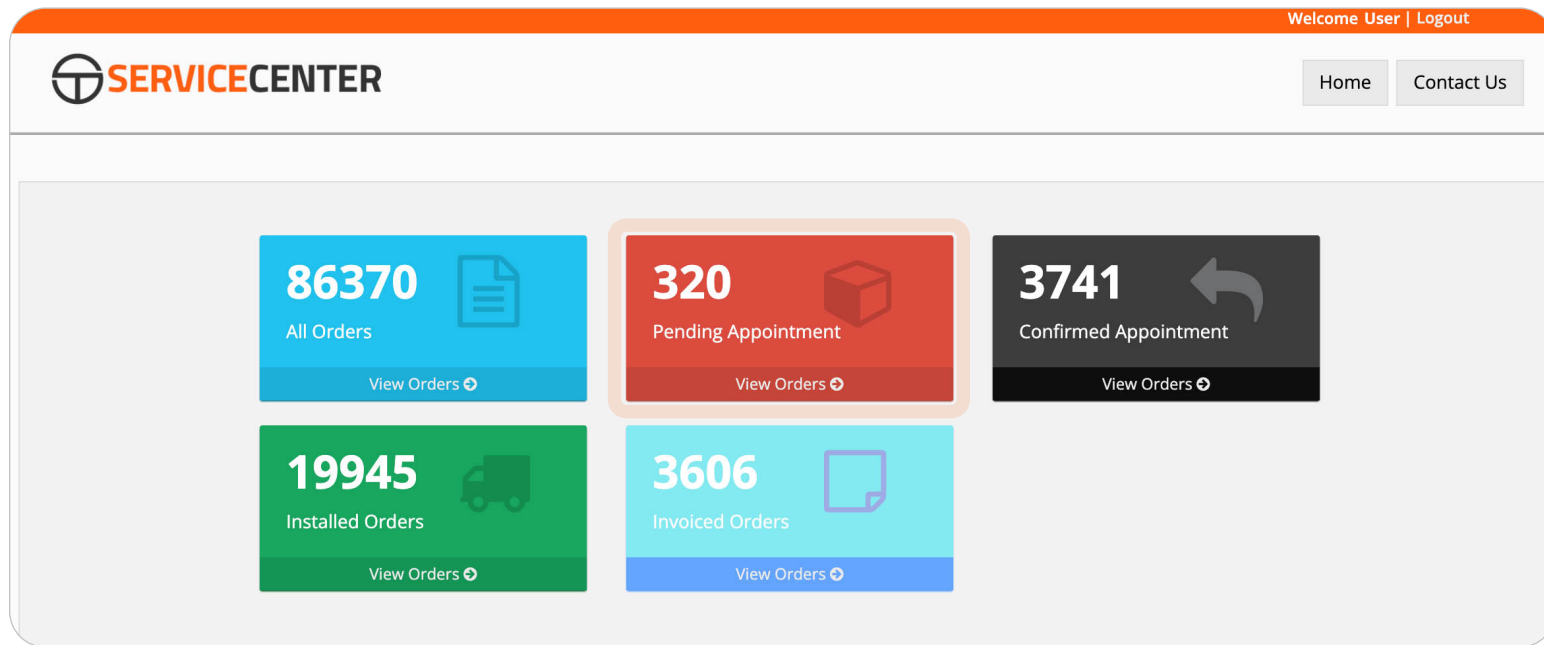 Welcome User | Logout
SERVICECENTER
Home
Contact Us
86370
All Orders
View Orders
320
Pending Appointment
View Orders
3741
Confirmed Appointment
View Orders
19945
Installed Orders
View Orders
3606
Invoiced Orders
View Orders